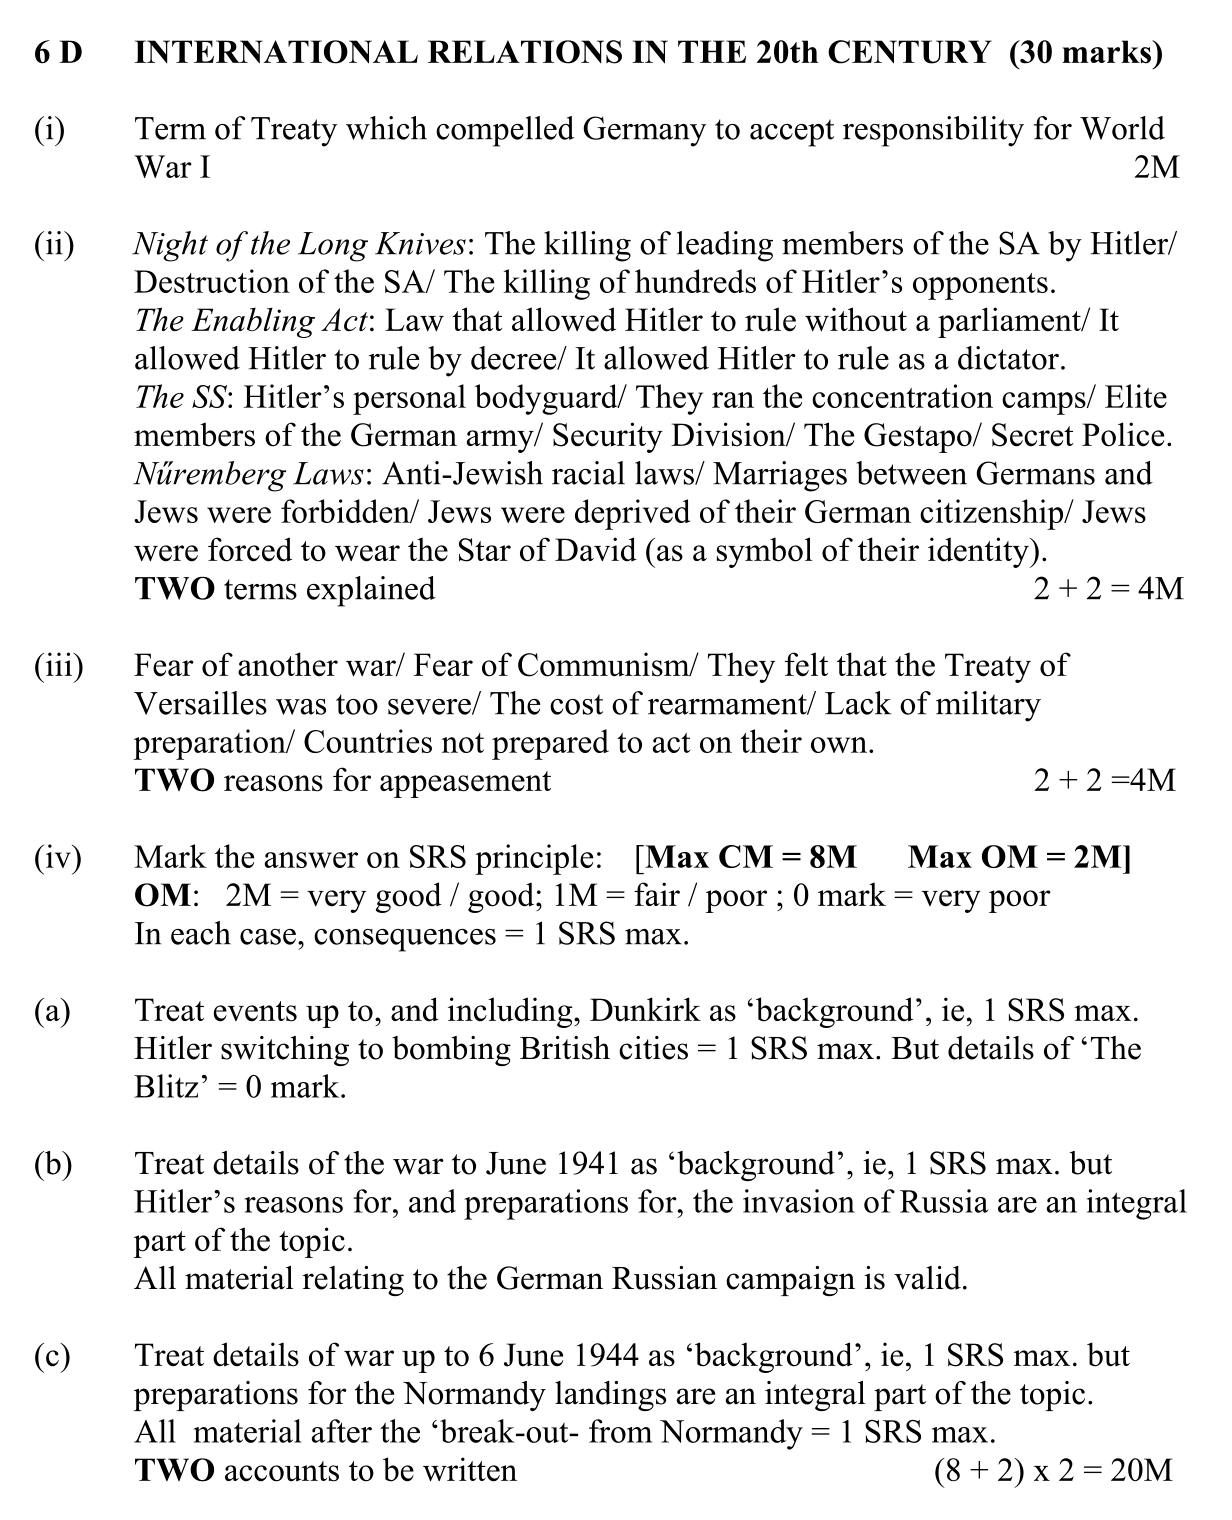 6 D INTERNATIONAL RELATIONS IN THE 20th CENTURY (30 marks)
(i) Term of Treaty which compelled Germany to accept responsibility for World
War I 2M
(ii) Night of the Long Knives: The killing of leading members of the SA by Hitler/
Destruction of the SA/ The killing of hundreds of Hitler’s opponents.
The Enabling Act: Law that allowed Hitler to rule without a parliament/ It
allowed Hitler to rule by decree/ It allowed Hitler to rule as a dictator.
The SS: Hitler’s personal bodyguard/ They ran the concentration camps/ Elite
members of the German army/ Security Division/ The Gestapo/ Secret Police.
Nűremberg Laws: Anti-Jewish racial laws/ Marriages between Germans and
Jews were forbidden/ Jews were deprived of their German citizenship/ Jews
were forced to wear the Star of David (as a symbol of their identity).
TWO terms explained 2 + 2 = 4M
(iii) Fear of another war/ Fear of Communism/ They felt that the Treaty of
Versailles was too severe/ The cost of rearmament/ Lack of military
preparation/ Countries not prepared to act on their own.
TWO reasons for appeasement 2 + 2 =4M
(iv) Mark the answer on SRS principle: [Max CM = 8M Max OM = 2M]
OM: 2M = very good / good; 1M = fair / poor ; 0 mark = very poor
In each case, consequences = 1 SRS max.
(a) Treat events up to, and including, Dunkirk as ‘background’, ie, 1 SRS max.
Hitler switching to bombing British cities = 1 SRS max. But details of ‘The
Blitz’ = 0 mark.
(b) Treat details of the war to June 1941 as ‘background’, ie, 1 SRS max. but
Hitler’s reasons for, and preparations for, the invasion of Russia are an integral
part of the topic.
All material relating to the German Russian campaign is valid.
(c) Treat details of war up to 6 June 1944 as ‘background’, ie, 1 SRS max. but
preparations for the Normandy landings are an integral part of the topic.
All material after the ‘break-out- from Normandy = 1 SRS max.
TWO accounts to be written (8 + 2) x 2 = 20M